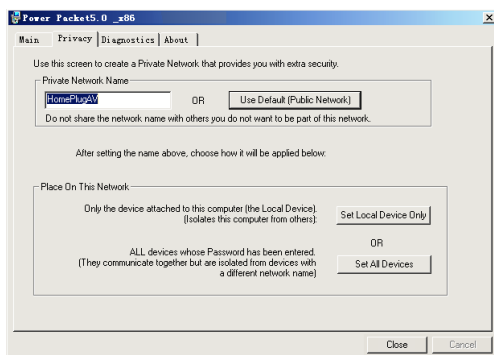 Power Packet5.0 _x86
Main Privacy Diagnostics About
Use this screen to create a Private Network that provides you with extra security.
Private Network Name
HomePlugAV OR Use Default (Public Network)
Do not share the network name with others you do not want to be part of this network.
After setting the name above, choose how it will be applied below:
Place On This Network
Only the device attached to this computer (the Local Device).
(Isolates this computer from others): Set Local Device Only
OR
ALL devices whose Password has been entered.
(They communicate together but are isolated from devices with Set All Devices
a different network name)
Close Cancel